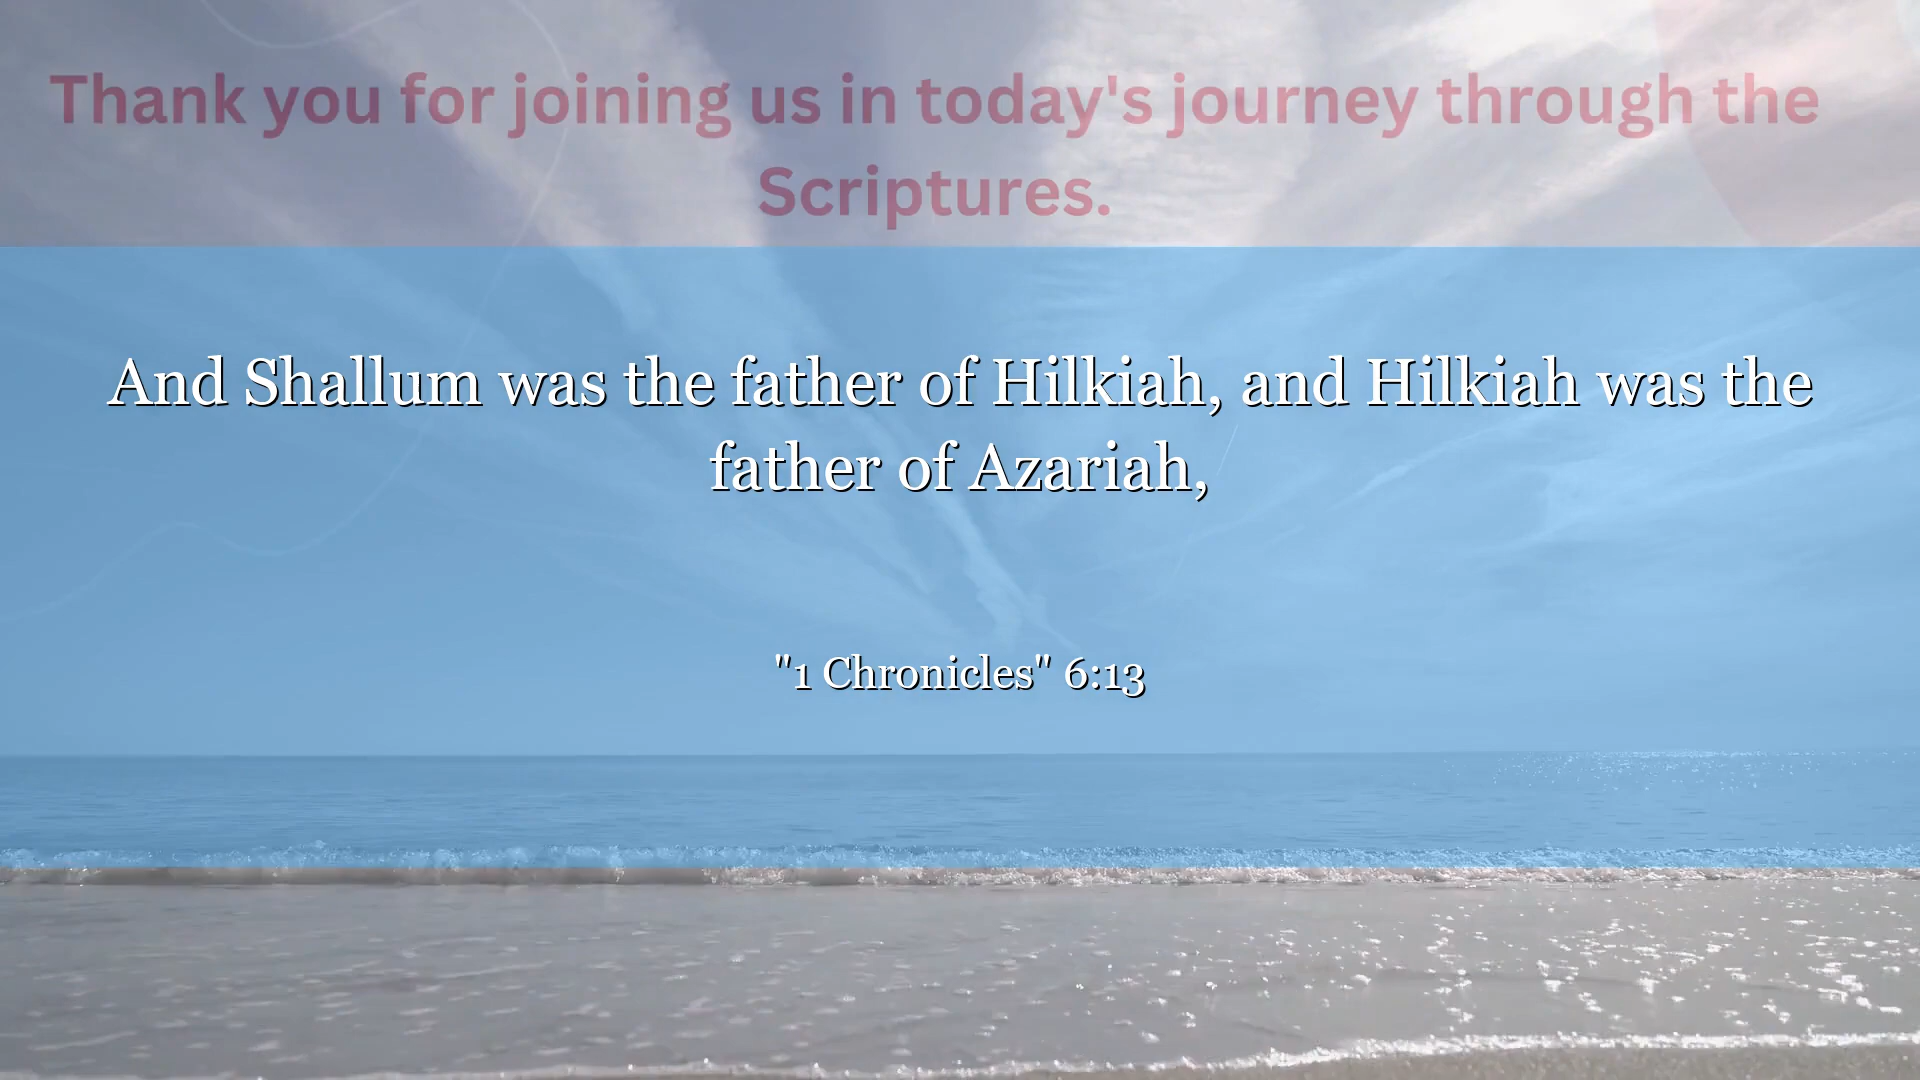 Thank you for joining us in today's journey through the
Scriptures.
And Shallum was the father of Hilkiah, and Hilkiah was the
father of Azariah,
"1 Chronicles" 6:13